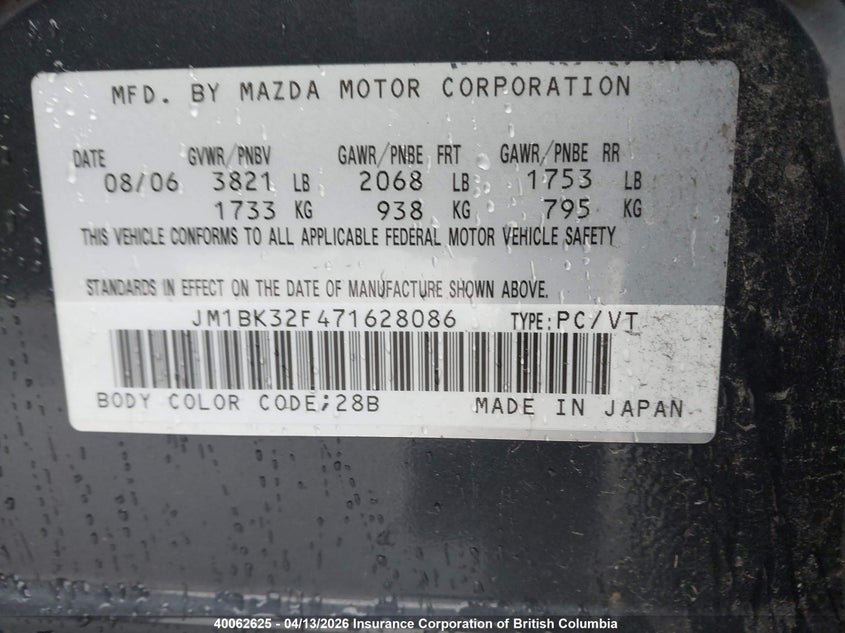 MFD. BY MAZDA MOTOR CORPORATION
DATE GVWR/PNBV GAWR/PNBE FRT GAWR/PNBE RR
08/06 3821 LB 2068 LB 1753 LB
1733 KG 938 KG 795 KG
THIS VEHICLE CONFORMS TO ALL APPLICABLE FEDERAL MOTOR VEHICLE SAFETY
STANDARDS IN EFFECT ON THE DATE OF MANUFACTURE SHOWN ABOVE.
JM1BK32F471628086 TYPE:PC/VT
BODY COLOR CODE;28B MADE IN JAPAN
40062625 - 04/13/2026 Insurance Corporation of British Columbia